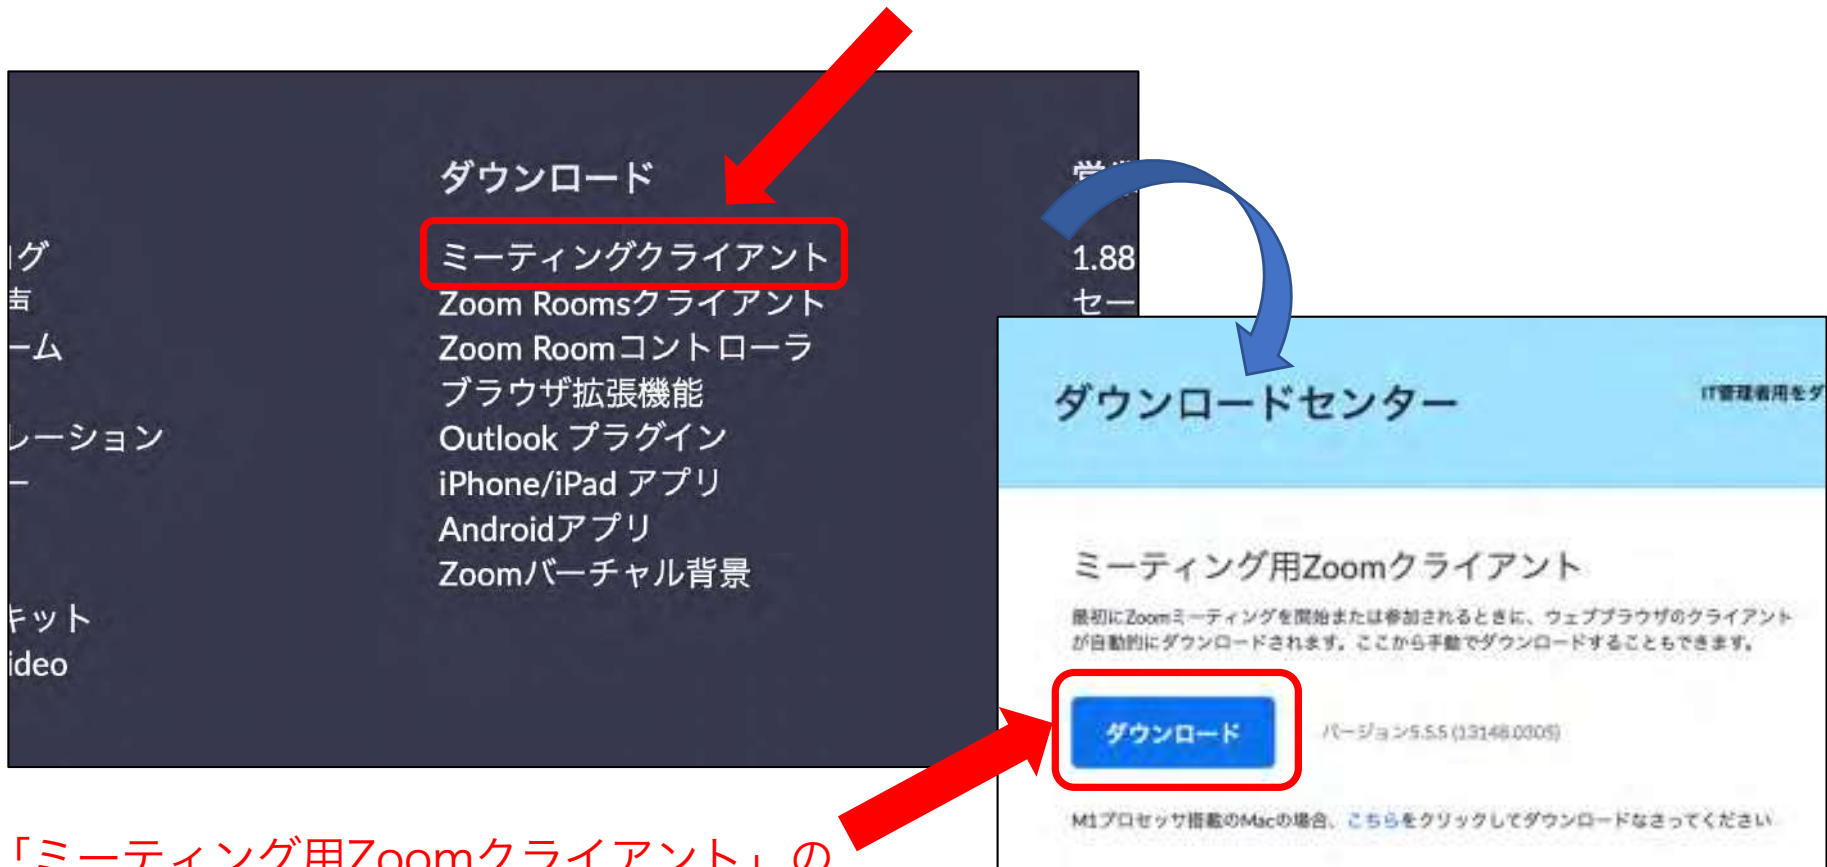 ダウンロード
ミーティングクライアント
Zoom Roomsクライアント
Zoom Roomコントローラ
ブラウザ拡張機能
Outlook プラグイン
iPhone/iPad アプリ
Androidアプリ
Zoomバーチャル背景
グ
声
ーム
レーション
ー
キット
ideo
1.88
セー
ダウンロードセンター
IT管理者用をダ
ミーティング用Zoomクライアント
最初にZoomミーティングを開始または参加されるときに、ウェブブラウザのクライアント
が自動的にダウンロードされます。ここから手動でダウンロードすることもできます。
ダウンロード
バージョン5.5.5 (13148.0305)
M1プロセッサ搭載のMacの場合、こちらをクリックしてダウンロードなさってください
「ミーティング用Zoomクライアント」の